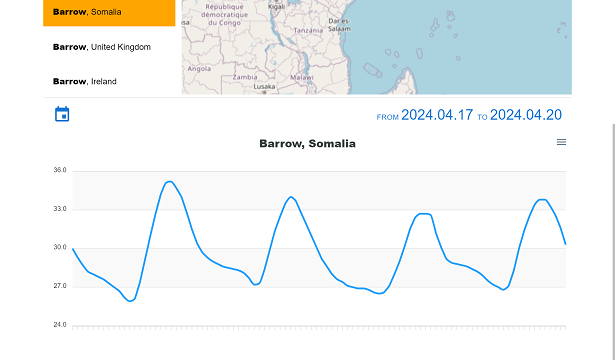 Barrow, Somalia
Barrow, United Kingdom
Barrow, Ireland
République
démocratique
du Congo
Kigali
Tanzania
Dar es
Salaam
Angola
Zambia
Malawi
Lusaka
FROM 2024.04.17 TO 2024.04.20
Barrow, Somalia
36.0
33.0
30.0
27.0
24.0